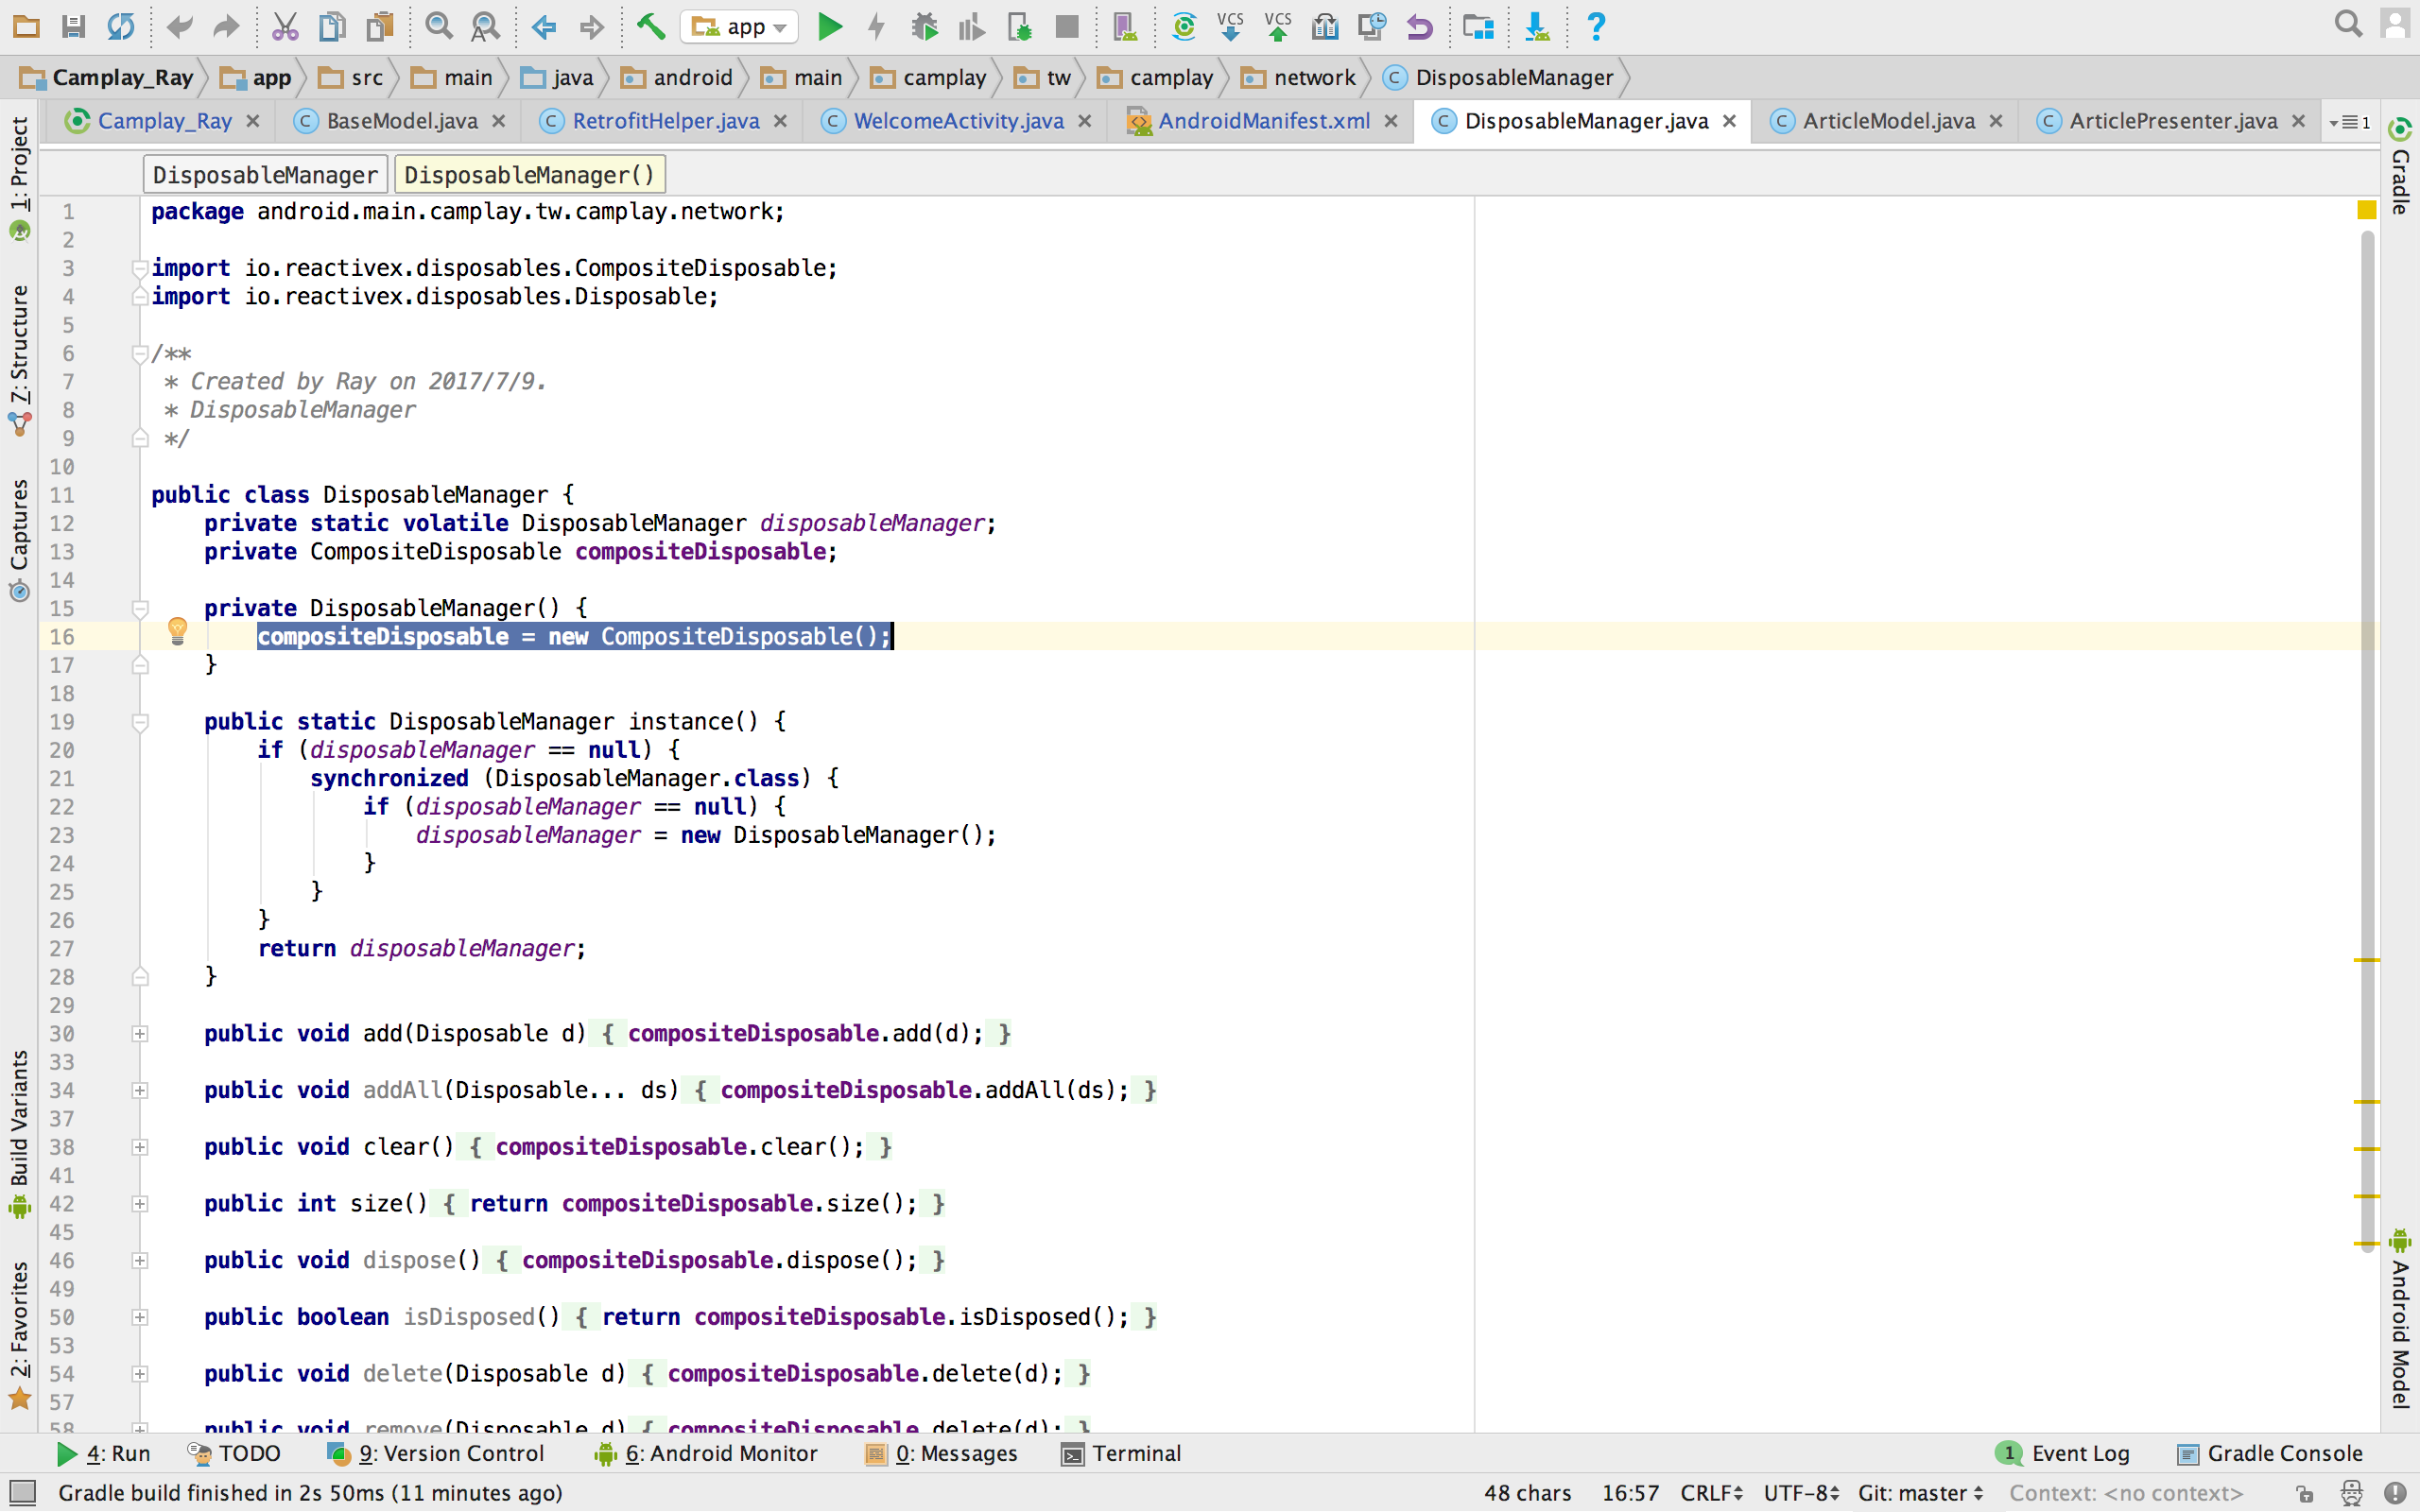 app
VCS VCS
?
Camplay_Ray app src main java android main camplay tw camplay network DisposableManager
Camplay_Ray BaseModel.java RetrofitHelper.java WelcomeActivity.java AndroidManifest.xml DisposableManager.java ArticleModel.java ArticlePresenter.java 1
DisposableManager DisposableManager()
1: Project
7: Structure
Captures
Build Variants
2: Favorites
1 package android.main.camplay.tw.camplay.network;
2
3 import io.reactivex.disposables.CompositeDisposable;
4 import io.reactivex.disposables.Disposable;
5
6 /**
7 * Created by Ray on 2017/7/9.
8 * DisposableManager
9 */
10
11 public class DisposableManager {
12 private static volatile DisposableManager disposableManager;
13 private CompositeDisposable compositeDisposable;
14
15 private DisposableManager() {
16 compositeDisposable = new CompositeDisposable();
17 }
18
19 public static DisposableManager instance() {
20 if (disposableManager == null) {
21 synchronized (DisposableManager.class) {
22 if (disposableManager == null) {
23 disposableManager = new DisposableManager();
24 }
25 }
26 }
27 return disposableManager;
28 }
29
30 public void add(Disposable d) { compositeDisposable.add(d); }
33
34 public void addAll(Disposable... ds) { compositeDisposable.addAll(ds); }
37
38 public void clear() { compositeDisposable.clear(); }
41
42 public int size() { return compositeDisposable.size(); }
45
46 public void dispose() { compositeDisposable.dispose(); }
49
50 public boolean isDisposed() { return compositeDisposable.isDisposed(); }
53
54 public void delete(Disposable d) { compositeDisposable.delete(d); }
57
58 public void remove(Disposable d) { compositeDisposable.delete(d); }
Gradle
Android Model
4: Run TODO 9: Version Control 6: Android Monitor 0: Messages Terminal 1 Event Log Gradle Console
Gradle build finished in 2s 50ms (11 minutes ago) 48 chars 16:57 CRLF UTF-8 Git: master Context: <no context>